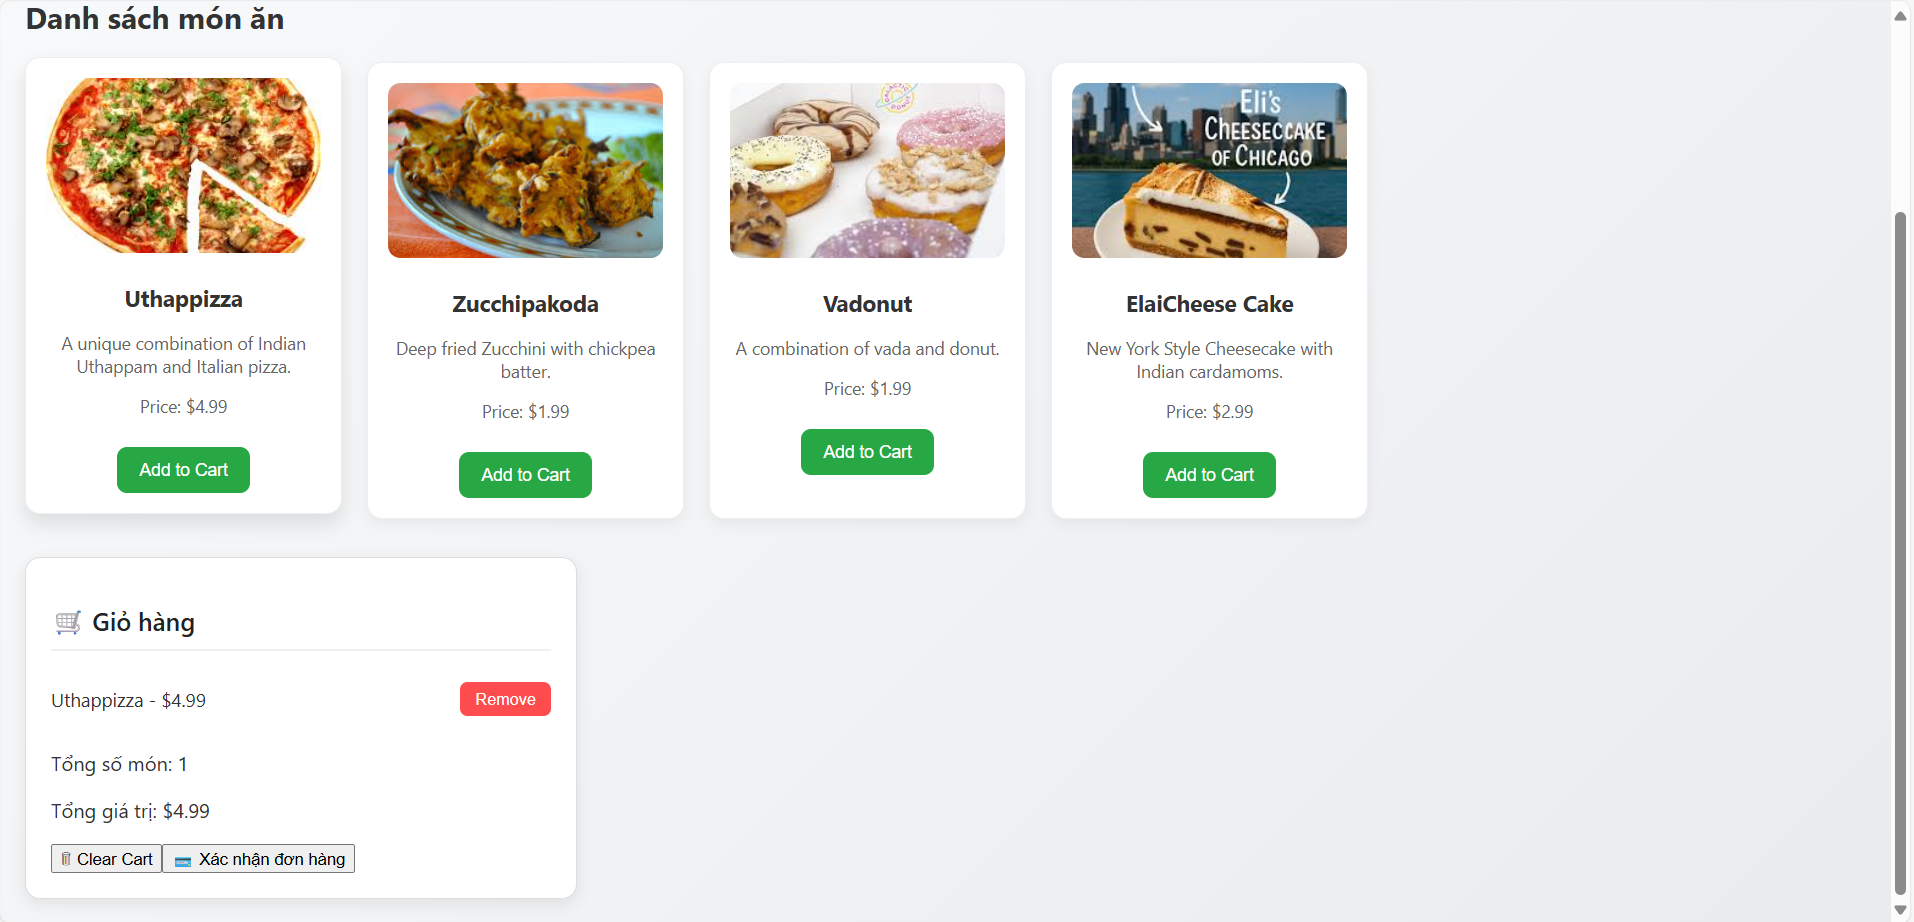 Danh sách món ăn
GALACTIC
DONUT
Eli's
CHEESECCAKE
OF CHICAGO
Uthappizza
A unique combination of Indian
Uthappam and Italian pizza.
Price: $4.99
Add to Cart
Zucchipakoda
Deep fried Zucchini with chickpea
batter.
Price: $1.99
Add to Cart
Vadonut
A combination of vada and donut.
Price: $1.99
Add to Cart
ElaiCheese Cake
New York Style Cheesecake with
Indian cardamoms.
Price: $2.99
Add to Cart
Giỏ hàng
Uthappizza - $4.99
Remove
Tổng số món: 1
Tổng giá trị: $4.99
Clear Cart
Xác nhận đơn hàng